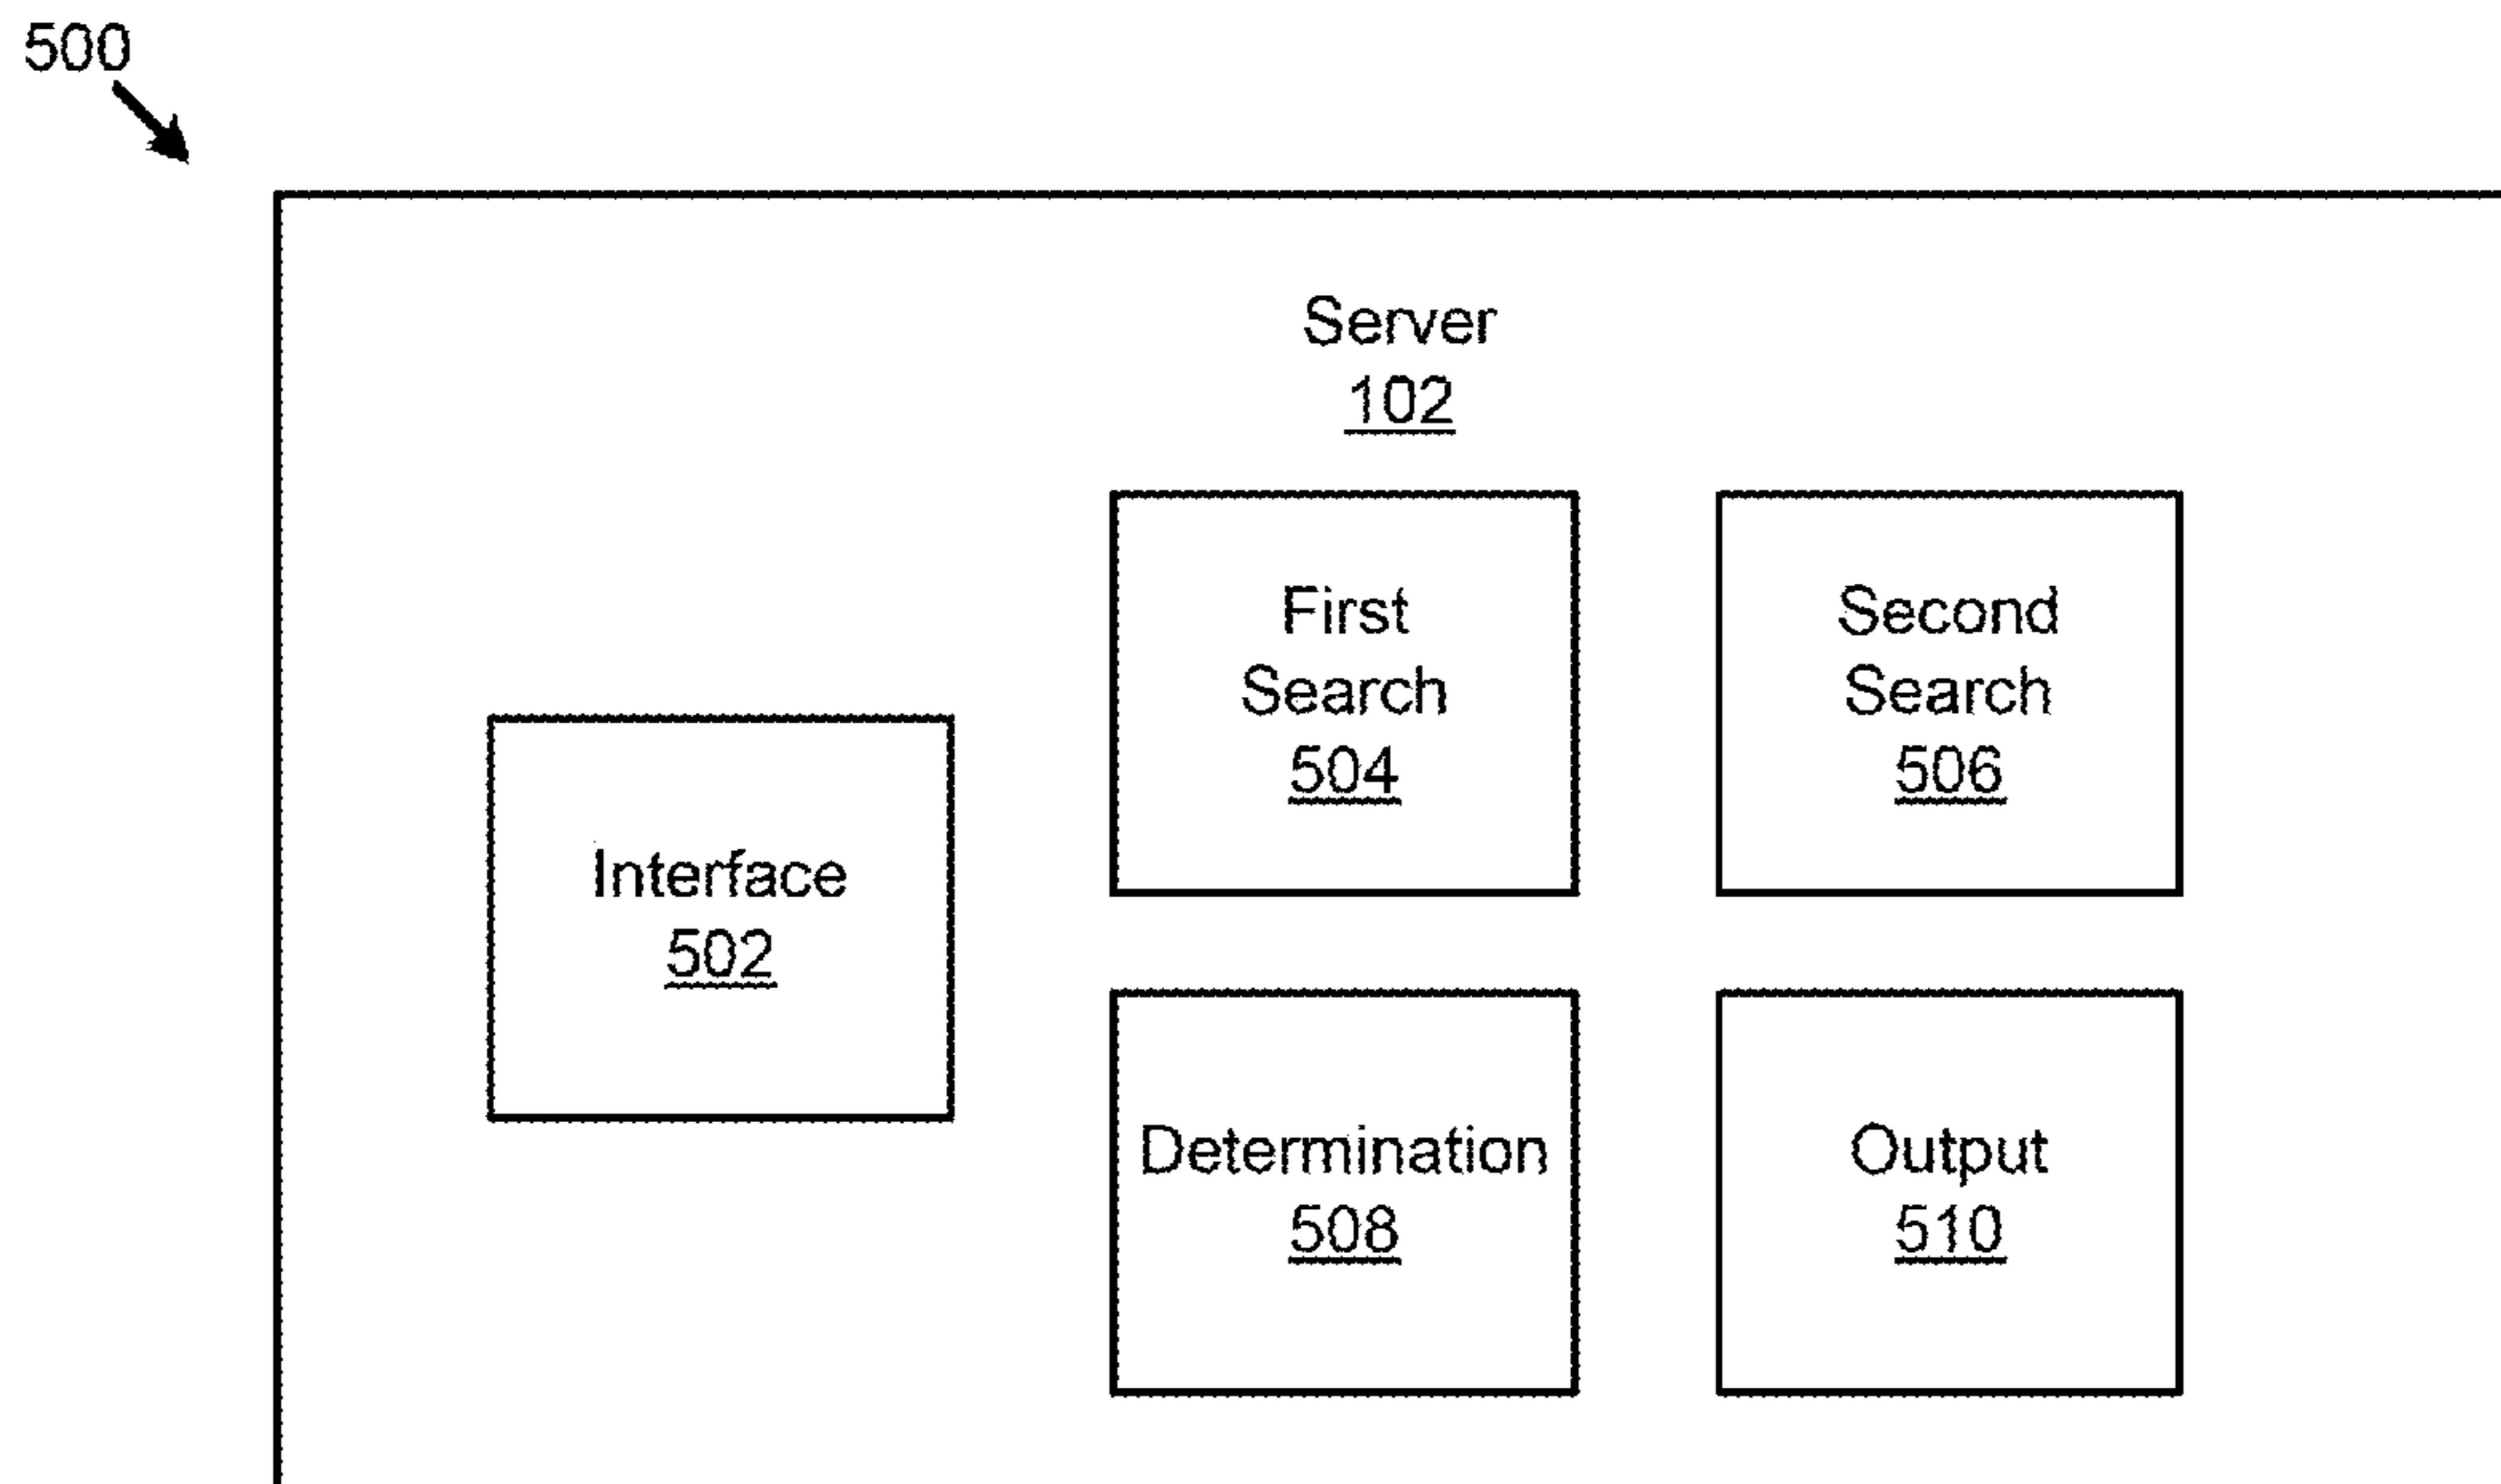 500
Server
102
First
Search
504
Second
Search
506
Interface
502
Determination
508
Output
510